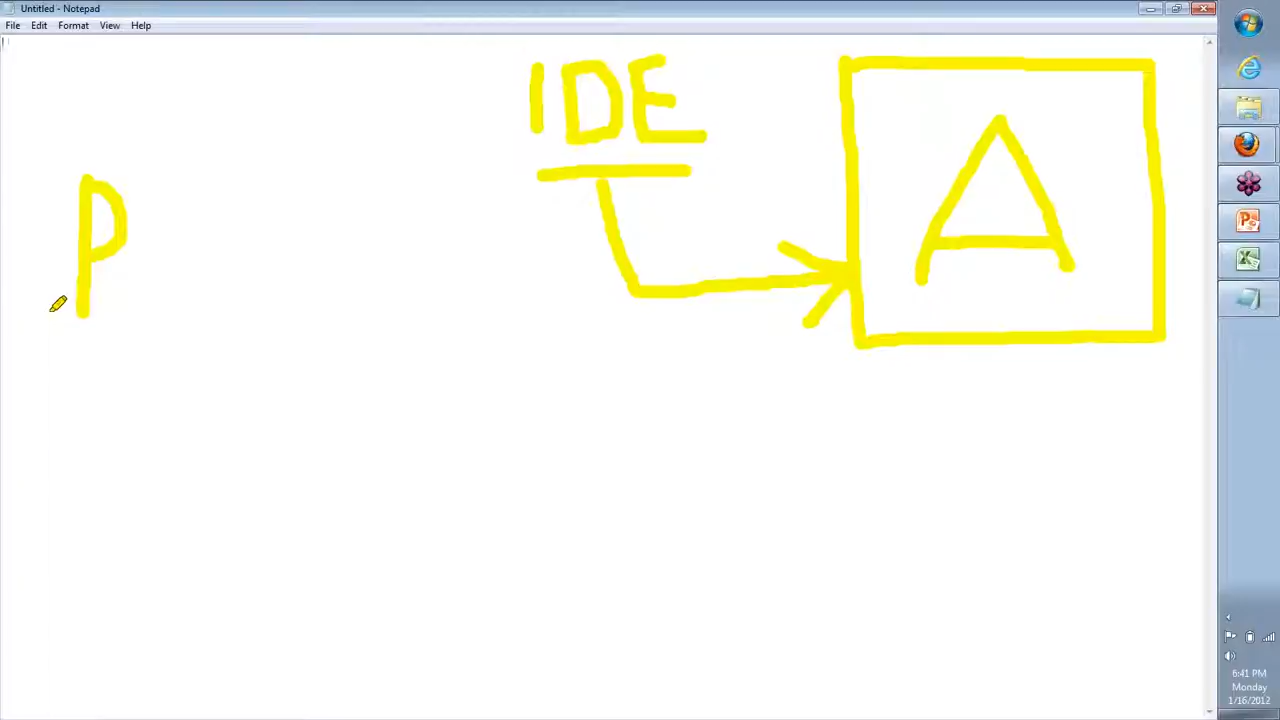 Untitled - Notepad
File Edit Format View Help
IDE
A
P
6:41 PM
Monday
1/16/2012